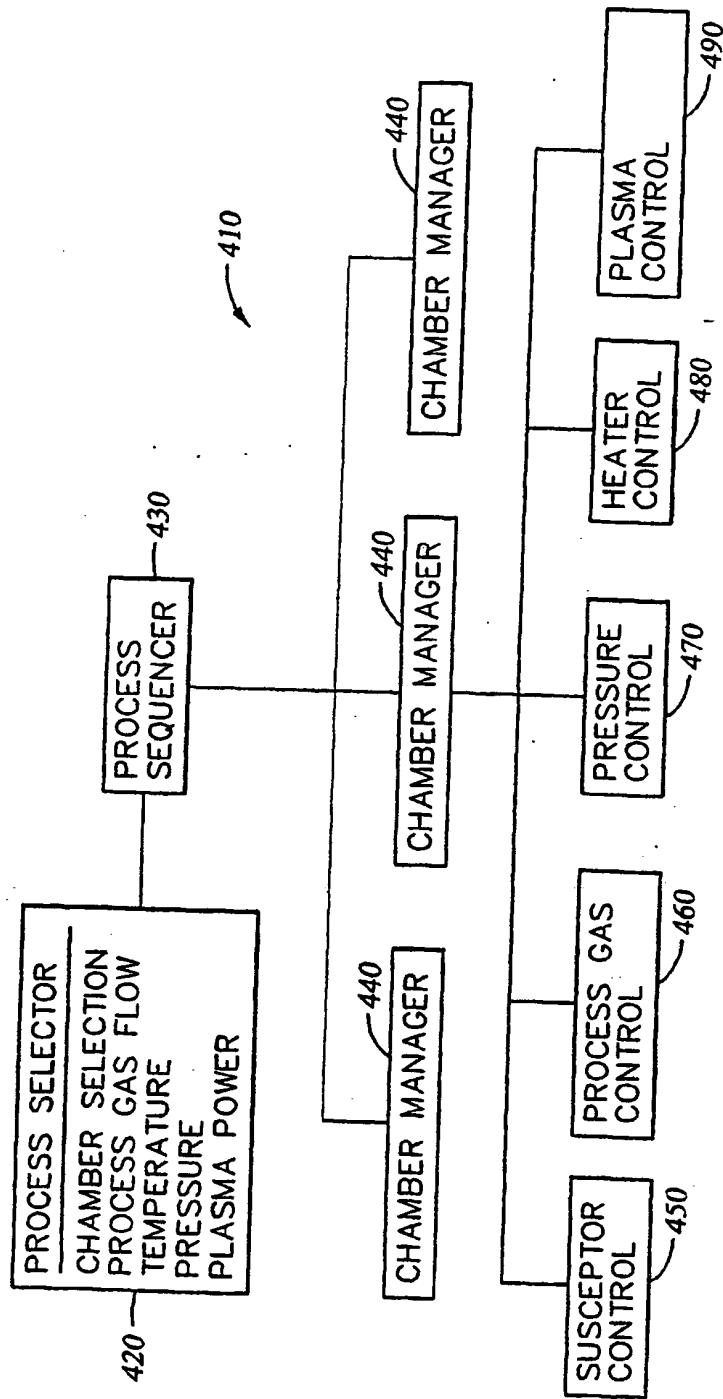 PROCESS SELECTOR
CHAMBER SELECTION
PROCESS GAS FLOW
TEMPERATURE
PRESSURE
PLASMA POWER
420
PROCESS
SEQUENCER
430
410
CHAMBER MANAGER
440
CHAMBER MANAGER
440
CHAMBER MANAGER
440
SUSCEPTOR
CONTROL
450
PROCESS GAS
CONTROL
460
PRESSURE
CONTROL
470
HEATER
CONTROL
480
PLASMA
CONTROL
490